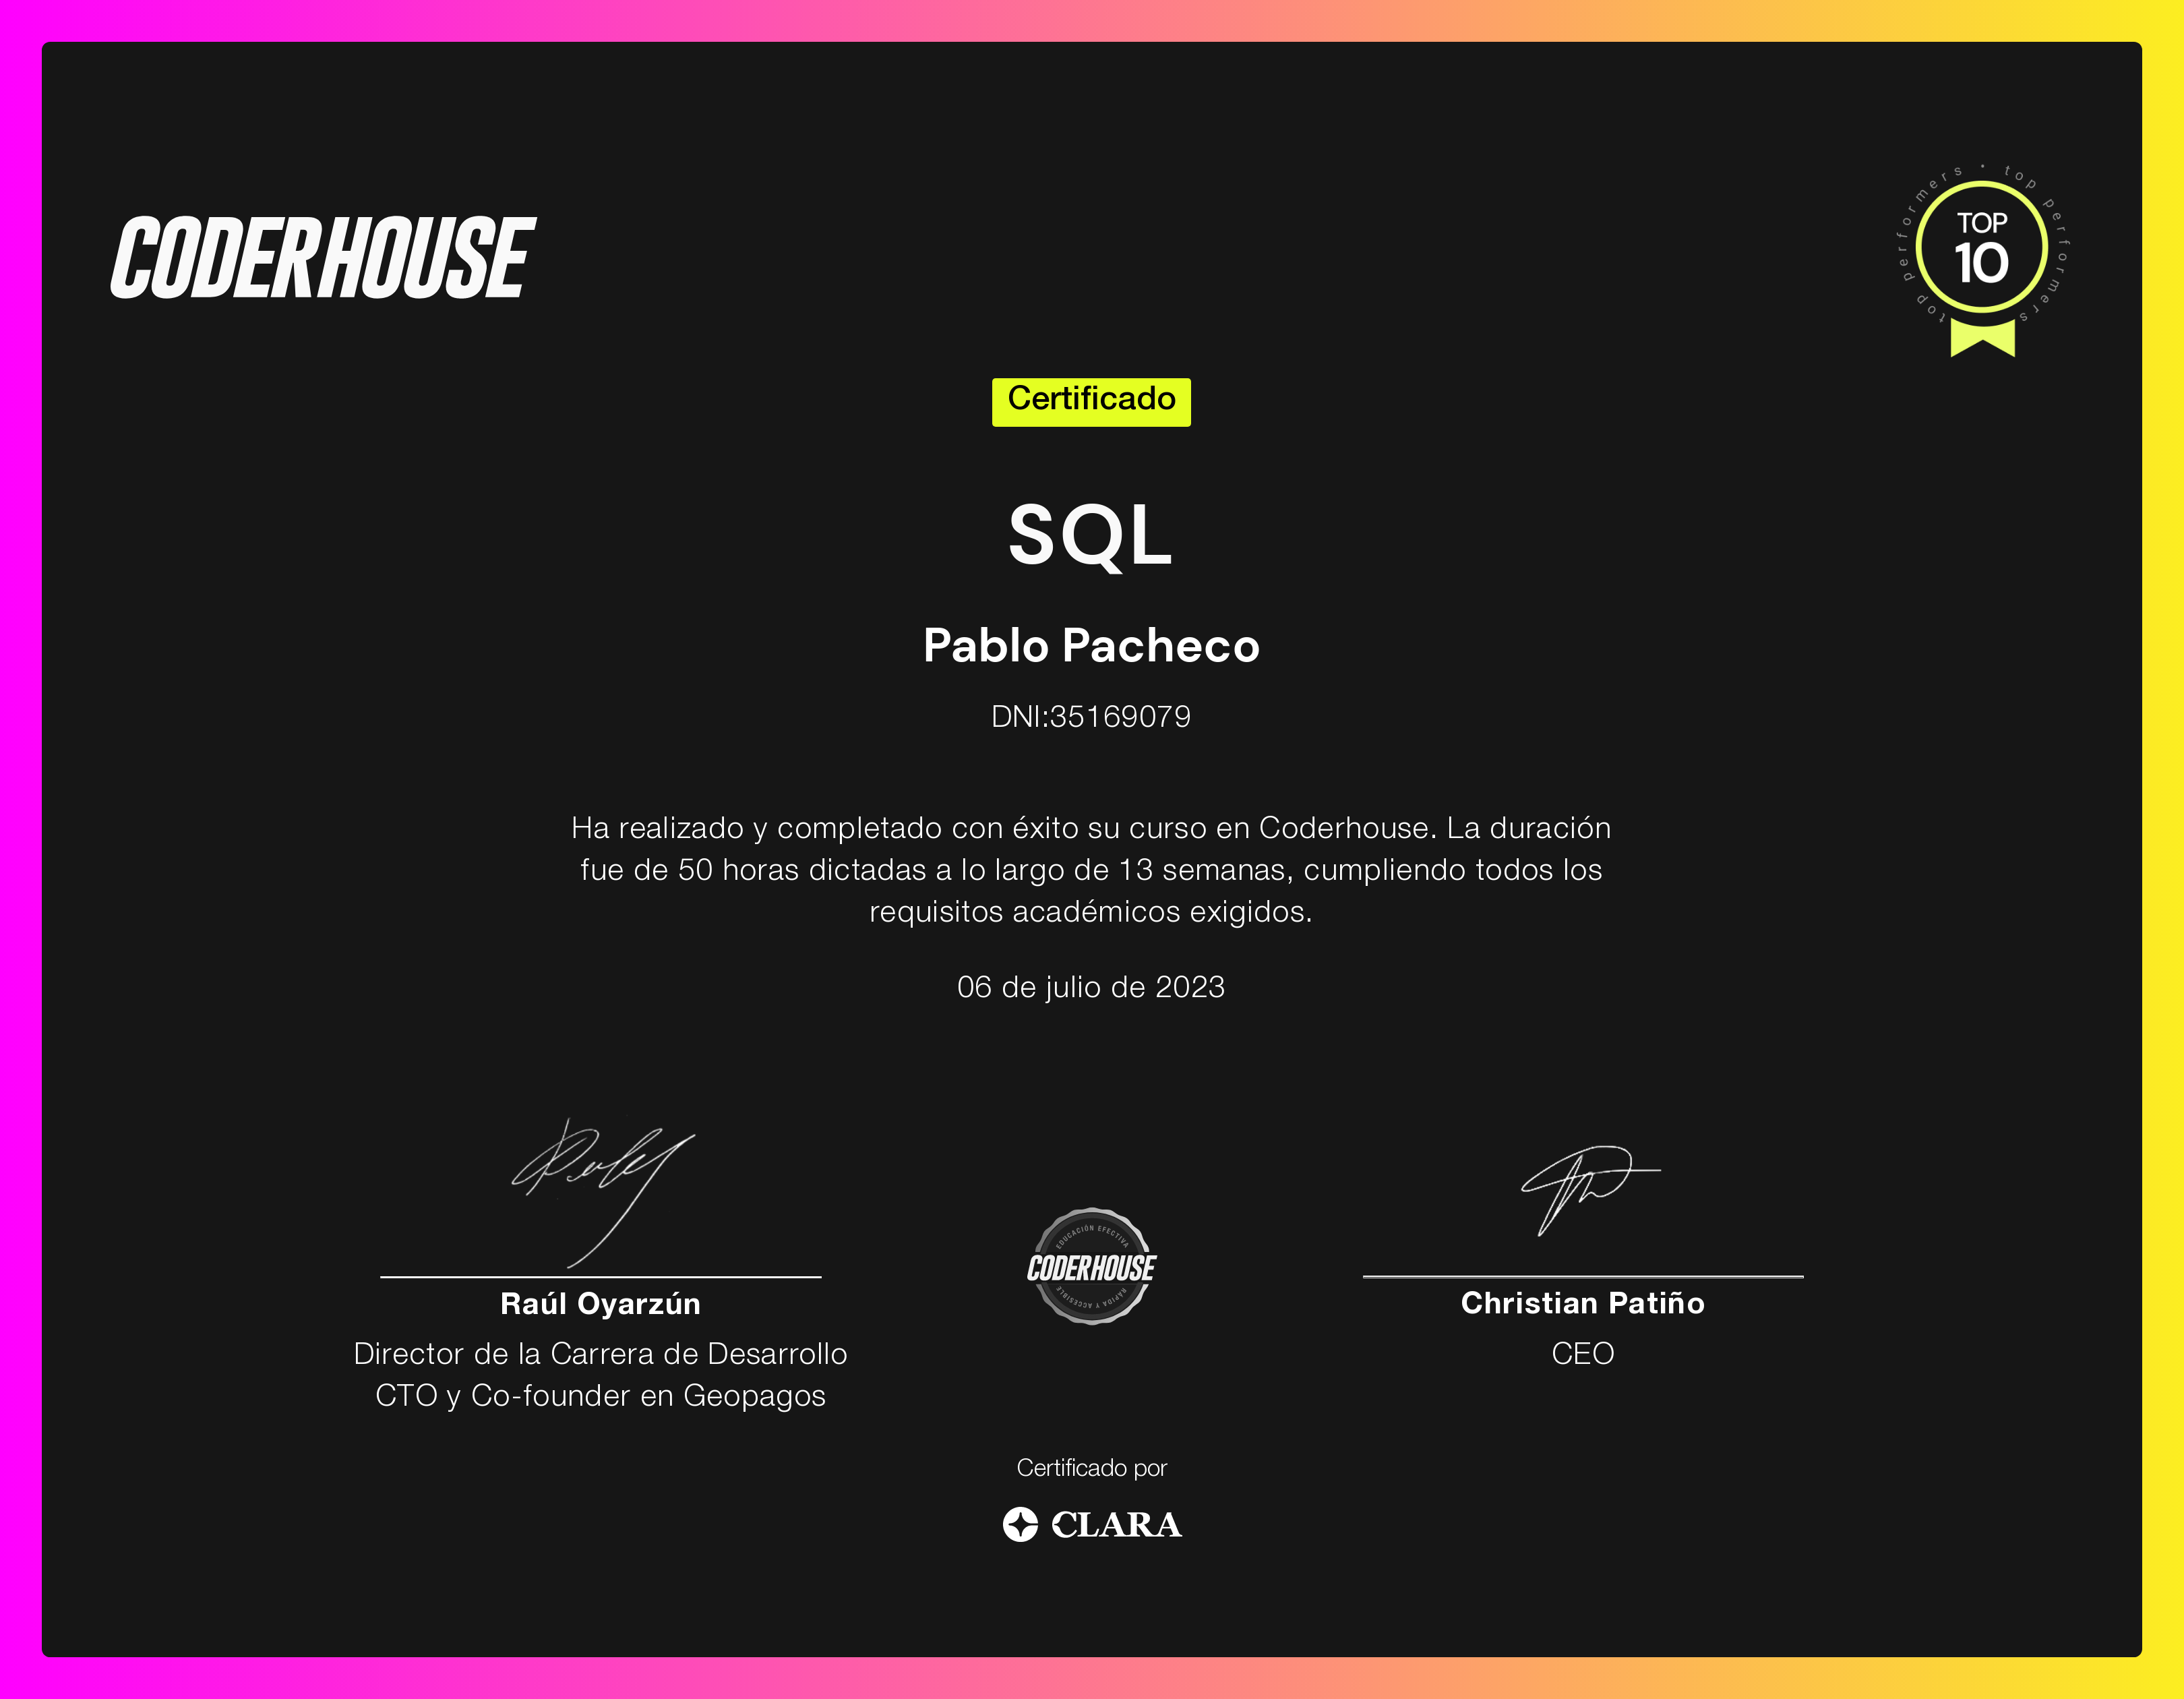 CODERHOUSE
top performers • top performers
TOP
10
Certificado
SQL
Pablo Pacheco
DNI:35169079
Ha realizado y completado con éxito su curso en Coderhouse. La duración
fue de 50 horas dictadas a lo largo de 13 semanas, cumpliendo todos los
requisitos académicos exigidos.
06 de julio de 2023
EDUCACIÓN EFECTIVA
CODERHOUSE
RÁPIDA Y ACCESIBLE
Raúl Oyarzún
Director de la Carrera de Desarrollo
CTO y Co-founder en Geopagos
Christian Patiño
CEO
Certificado por
CLARA